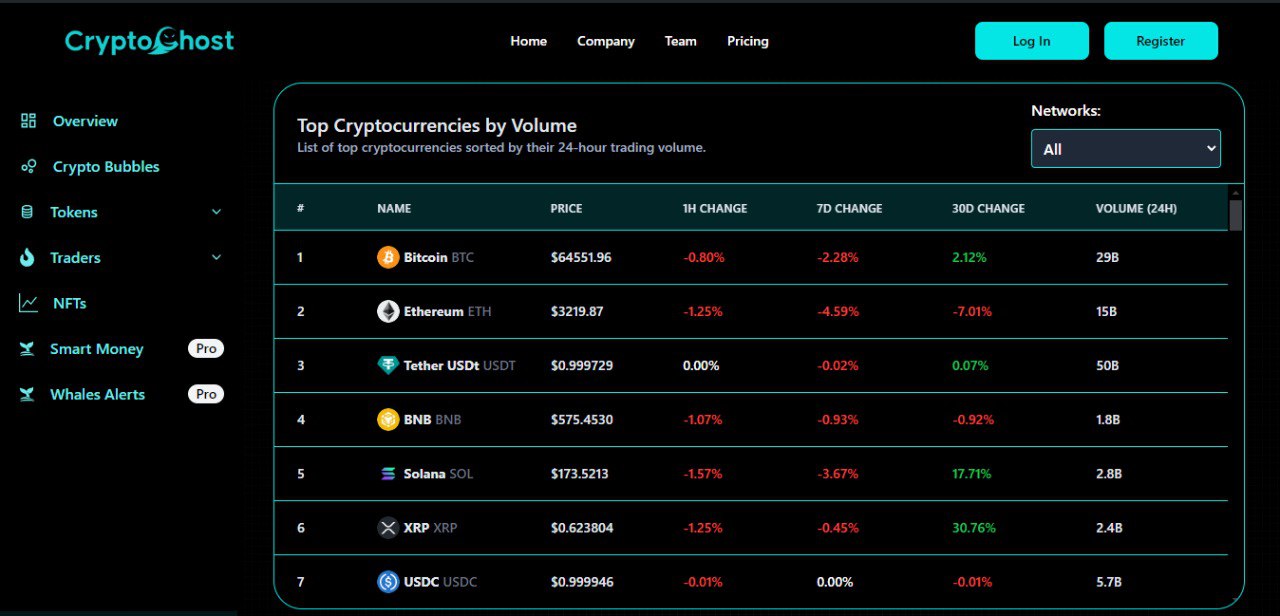 CryptoGhost
Home Company Team Pricing
Log In Register
Overview
Crypto Bubbles
Tokens
Traders
NFTs
Smart Money Pro
Whales Alerts Pro
Top Cryptocurrencies by Volume
List of top cryptocurrencies sorted by their 24-hour trading volume.
Networks:
All
# NAME PRICE 1H CHANGE 7D CHANGE 30D CHANGE VOLUME (24H)
1 Bitcoin BTC $64551.96 -0.80% -2.28% 2.12% 29B
2 Ethereum ETH $3219.87 -1.25% -4.59% -7.01% 15B
3 Tether USDt USDT $0.999729 0.00% -0.02% 0.07% 50B
4 BNB BNB $575.4530 -1.07% -0.93% -0.92% 1.8B
5 Solana SOL $173.5213 -1.57% -3.67% 17.71% 2.8B
6 XRP XRP $0.623804 -1.25% -0.45% 30.76% 2.4B
7 USDC USDC $0.999946 -0.01% 0.00% -0.01% 5.7B